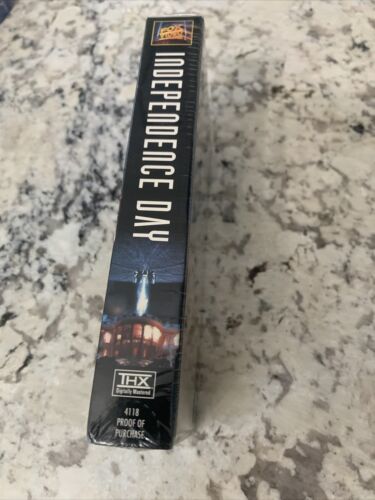 INDEPENDENCE DAY
THX
Digitally Mastered
4118
PROOF OF
PURCHASE